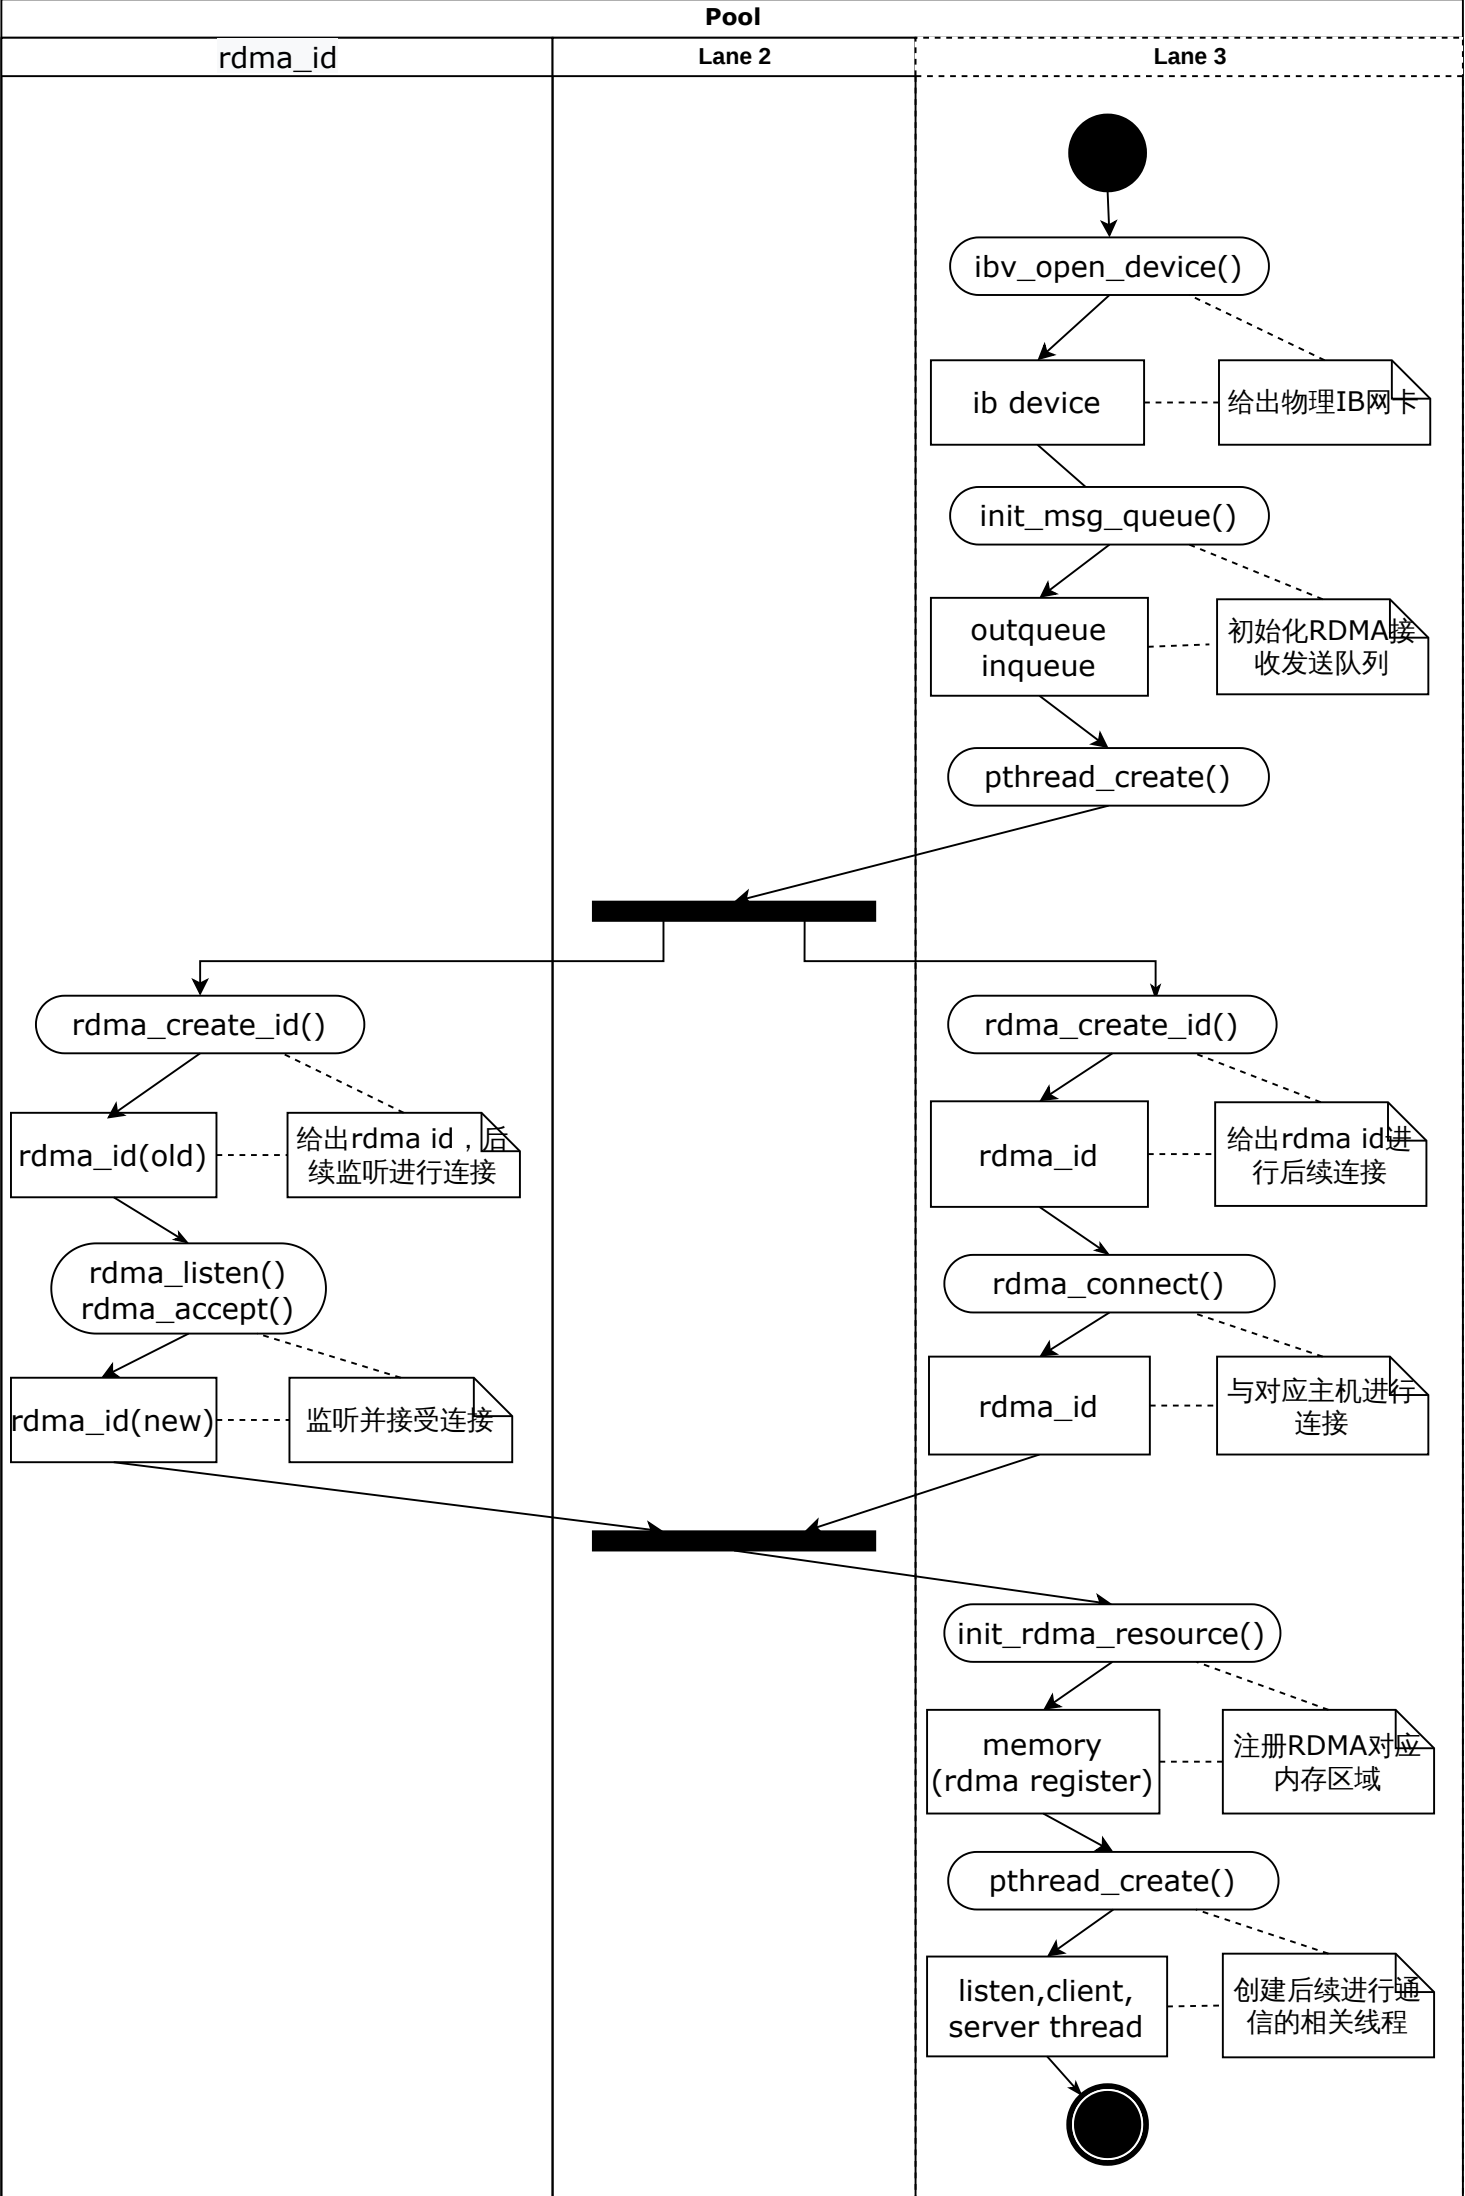 Pool
rdma_id
Lane 2
Lane 3
ibv_open_device()
ib device
给出物理IB网卡
init_msg_queue()
outqueue
inqueue
初始化RDMA接
收发送队列
pthread_create()
rdma_create_id()
rdma_id(old)
给出rdma id，后
续监听进行连接
rdma_listen()
rdma_accept()
rdma_id(new)
监听并接受连接
rdma_create_id()
rdma_id
给出rdma id进
行后续连接
rdma_connect()
rdma_id
与对应主机进行
连接
init_rdma_resource()
memory
(rdma register)
注册RDMA对应
内存区域
pthread_create()
listen,client,
server thread
创建后续进行通
信的相关线程